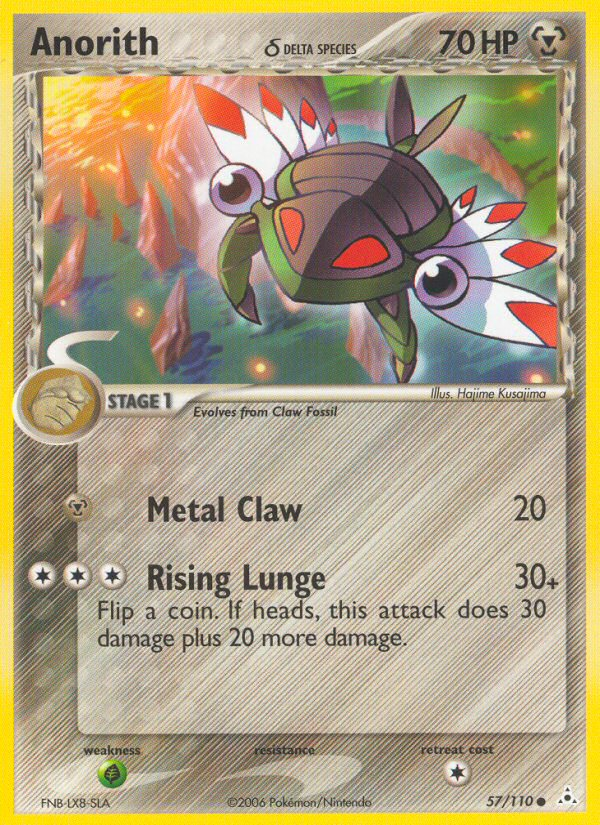 Anorith
δ DELTA SPECIES
70 HP
STAGE 1
Evolves from Claw Fossil
Illus. Hajime Kusajima
Metal Claw 20
Rising Lunge 30+
Flip a coin. If heads, this attack does 30
damage plus 20 more damage.
weakness resistance retreat cost
FNB-LX8-SLA ©2006 Pokémon/Nintendo 57/110